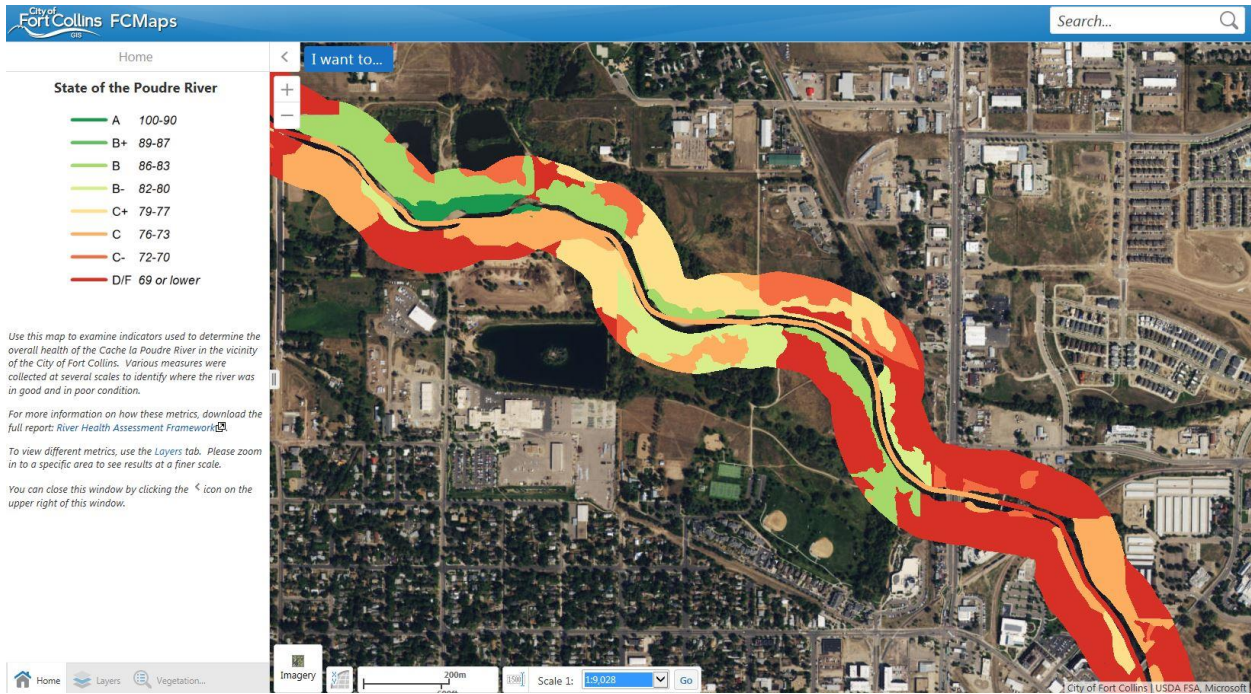 City of
Fort Collins FCMaps
GIS
Search...
Home
I want to...
State of the Poudre River
A 100-90
B+ 89-87
B 86-83
B- 82-80
C+ 79-77
C 76-73
C- 72-70
D/F 69 or lower
Use this map to examine indicators used to determine the
overall health of the Cache la Poudre River in the vicinity
of the City of Fort Collins. Various measures were
collected at several scales to identify where the river was
in good and in poor condition.
For more information on how these metrics, download the
full report: River Health Assessment Framework.
To view different metrics, use the Layers tab. Please zoom
in to a specific area to see results at a finer scale.
You can close this window by clicking the < icon on the
upper right of this window.
Home Layers Vegetation...
Imagery
200m
600ft
Scale 1: 1:9,028 Go
City of Fort Collins | USDA FSA, Microsoft